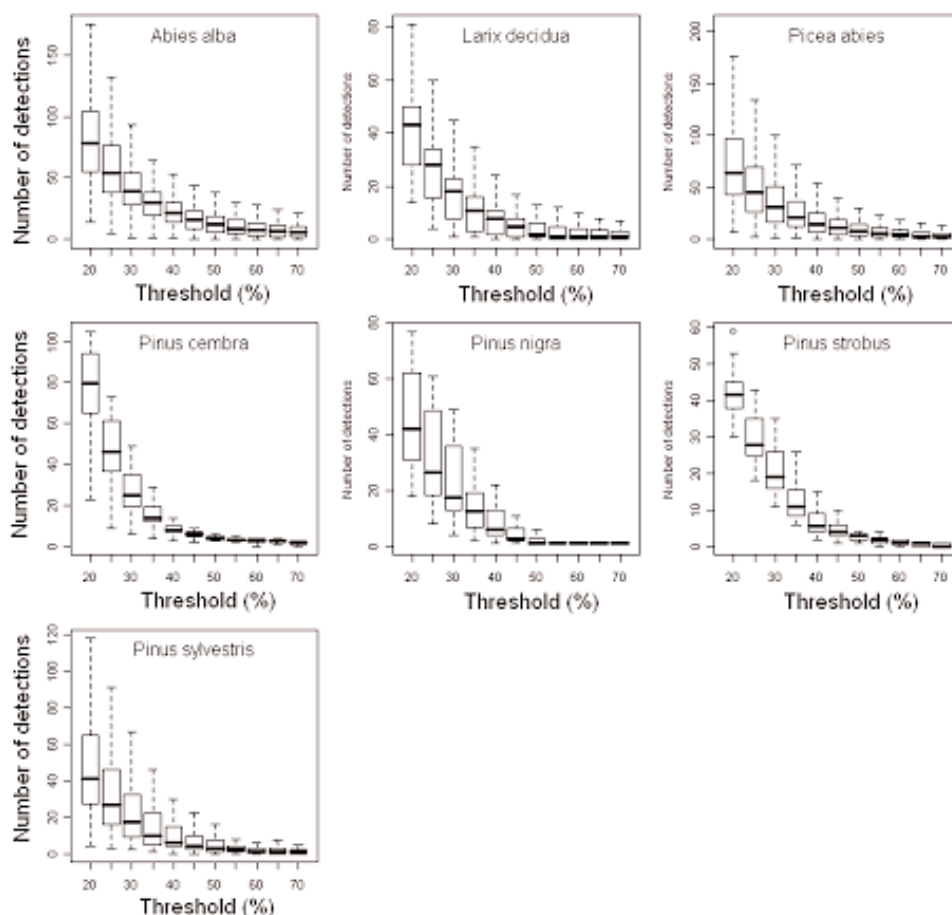 Abies alba
Number of detections
0 50 100 150
20 30 40 50 60 70
Threshold (%)
Larix decidua
Number of detections
0 20 40 60 80
20 30 40 50 60 70
Threshold (%)
Picea abies
Number of detections
0 50 100 150 200
20 30 40 50 60 70
Threshold (%)
Pinus cembra
Number of detections
0 20 40 60 80 100
20 30 40 50 60 70
Threshold (%)
Pinus nigra
Number of detections
0 20 40 60 80
20 30 40 50 60 70
Threshold (%)
Pinus strobus
Number of detections
0 10 20 30 40 50 60
20 30 40 50 60 70
Threshold (%)
Pinus sylvestris
Number of detections
0 20 40 60 80 100 120
20 30 40 50 60 70
Threshold (%)